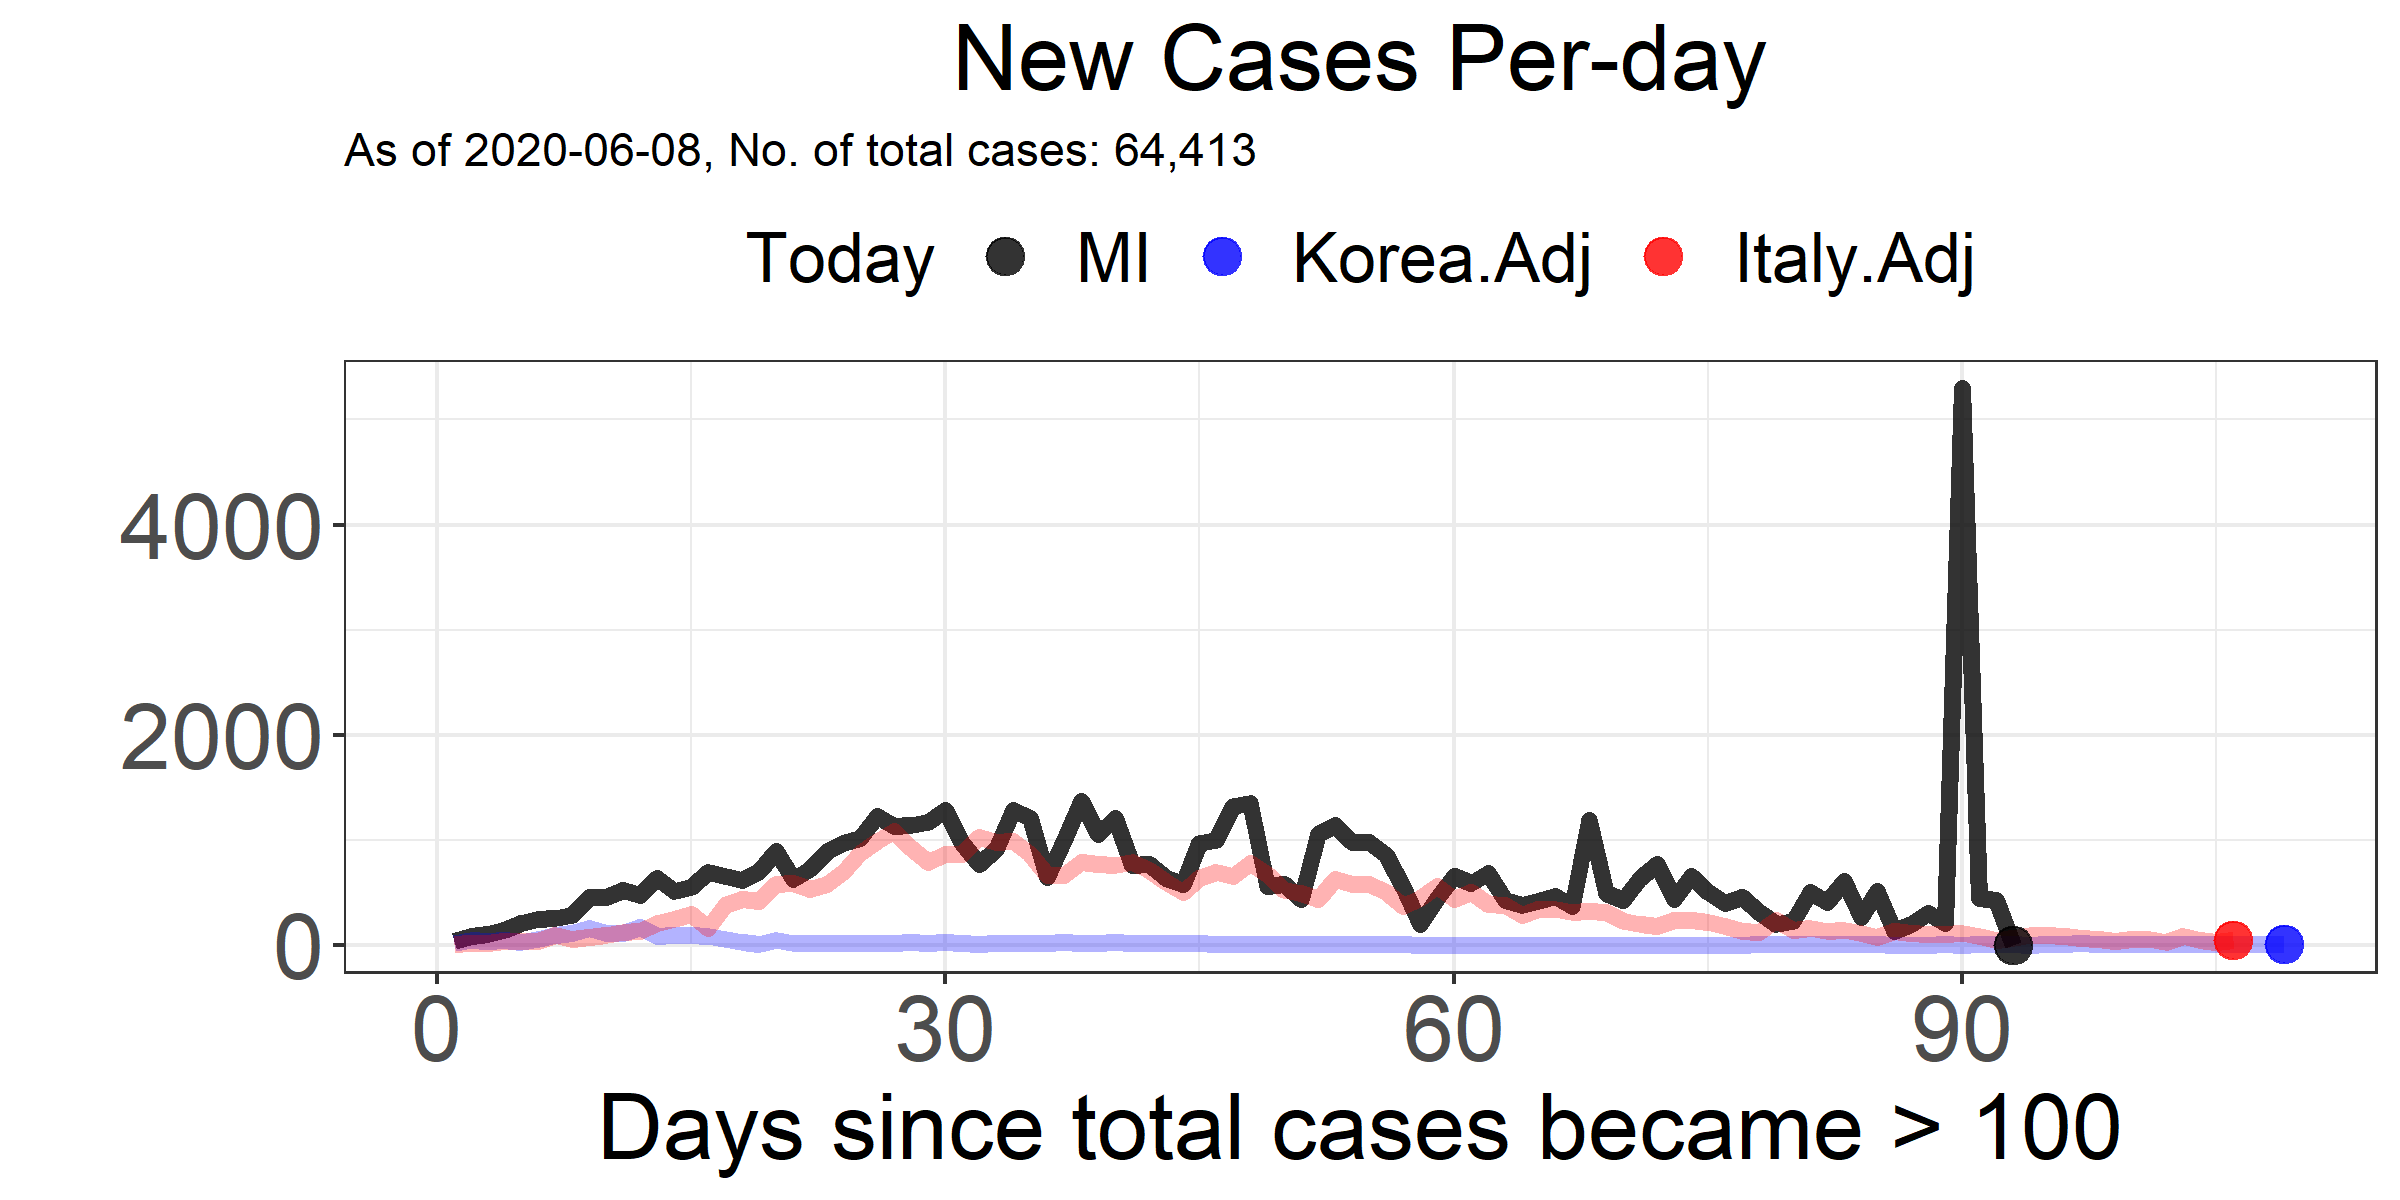 New Cases Per-day
As of 2020-06-08, No. of total cases: 64,413
Today MI Korea.Adj Italy.Adj
4000
2000
0
0 30 60 90
Days since total cases became > 100